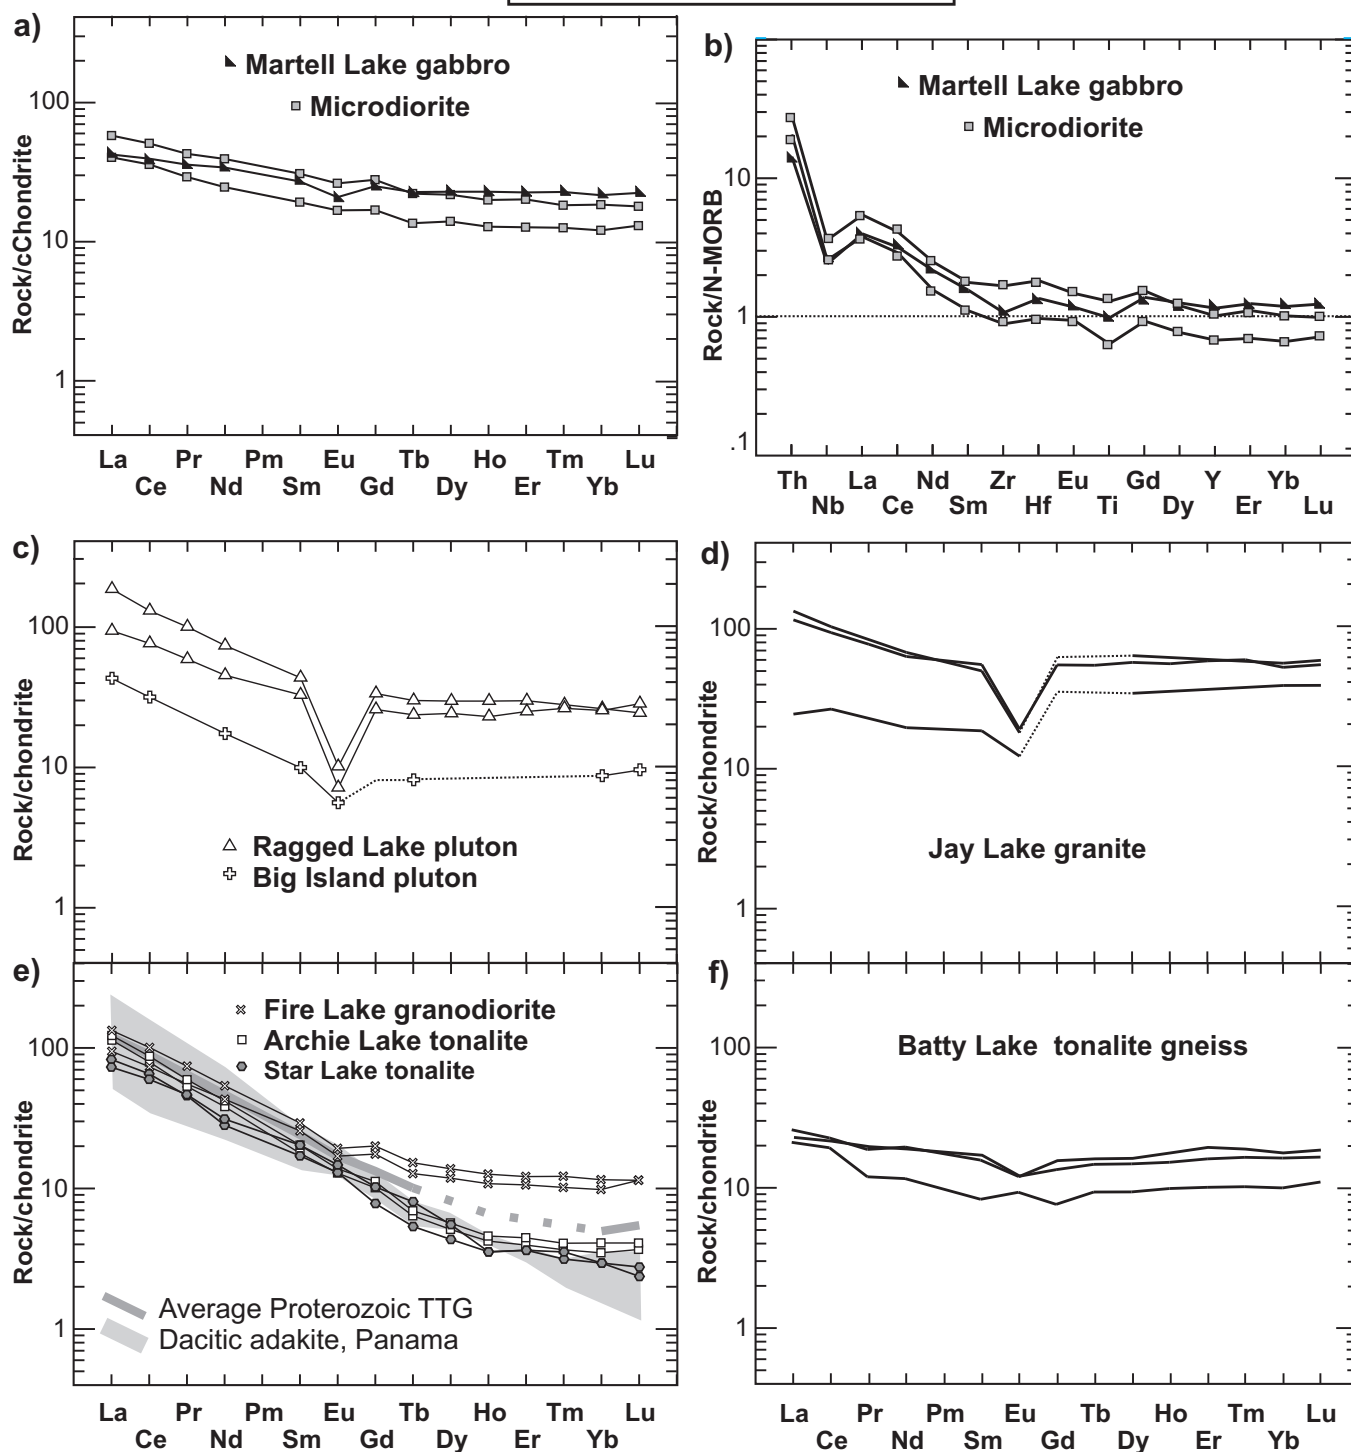 a)
Martell Lake gabbro
Microdiorite
100
10
1
Rock/cChondrite
La Pr Pm Eu Tb Ho Tm Lu
Ce Nd Sm Gd Dy Er Yb
b)
Martell Lake gabbro
Microdiorite
10
1
.1
Rock/N-MORB
Th La Nd Zr Eu Gd Y Yb
Nb Ce Sm Hf Ti Dy Er Lu
c)
100
10
1
Rock/chondrite
Ragged Lake pluton
Big Island pluton
d)
100
10
1
Rock/chondrite
Jay Lake granite
e)
Fire Lake granodiorite
Archie Lake tonalite
Star Lake tonalite
100
10
1
Rock/chondrite
Average Proterozoic TTG
Dacitic adakite, Panama
La Pr Pm Eu Tb Ho Tm Lu
Ce Nd Sm Gd Dy Er Yb
f)
Batty Lake tonalite gneiss
100
10
1
Rock/chondrite
La Pr Pm Eu Tb Ho Tm Lu
Ce Nd Sm Gd Dy Er Yb